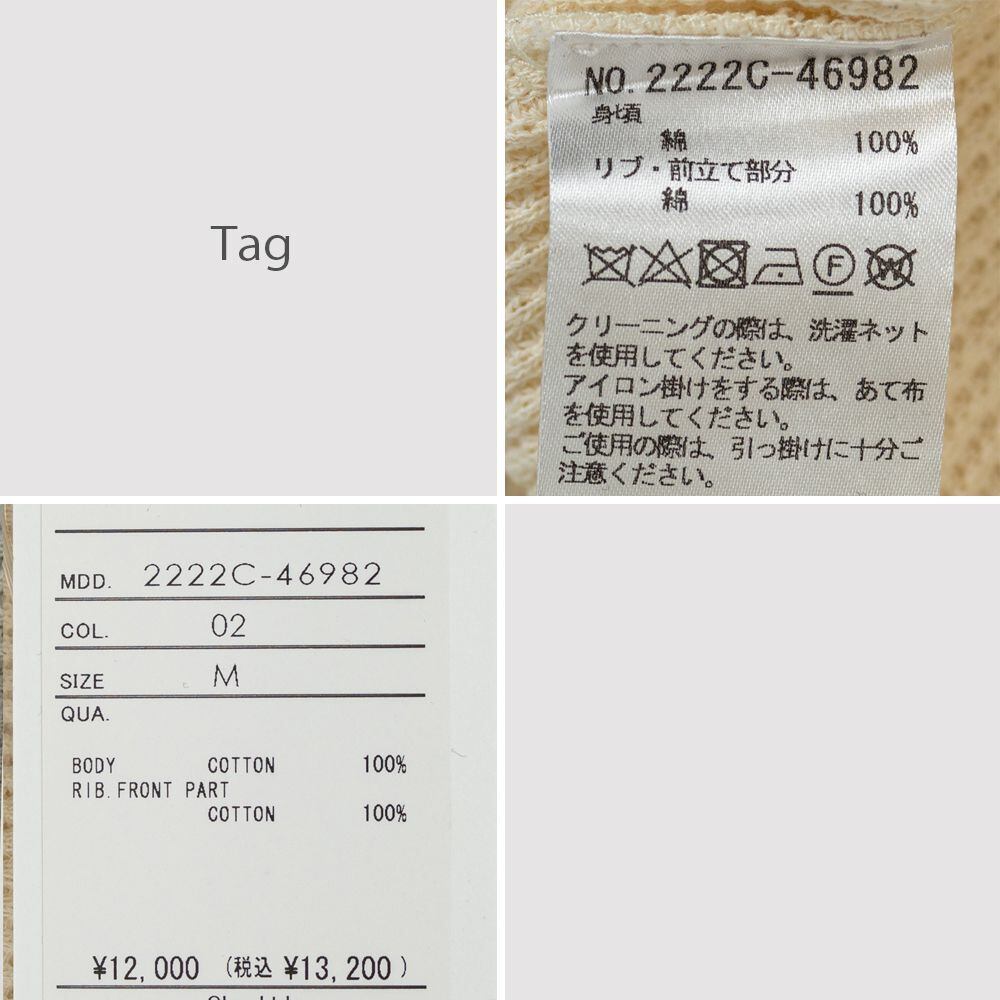 Tag
NO. 2222C-46982
身頃
綿 100%
リブ・前立て部分
綿 100%
F
W
クリーニングの際は、洗濯ネット
を使用してください。
アイロン掛けをする際は、あて布
を使用してください。
ご使用の際は、引っ掛けに十分ご
注意ください。
MDD. 2222C-46982
COL. 02
SIZE M
QUA.
BODY COTTON 100%
RIB.FRONT PART
COTTON 100%
¥12,000 (税込 ¥13,200)